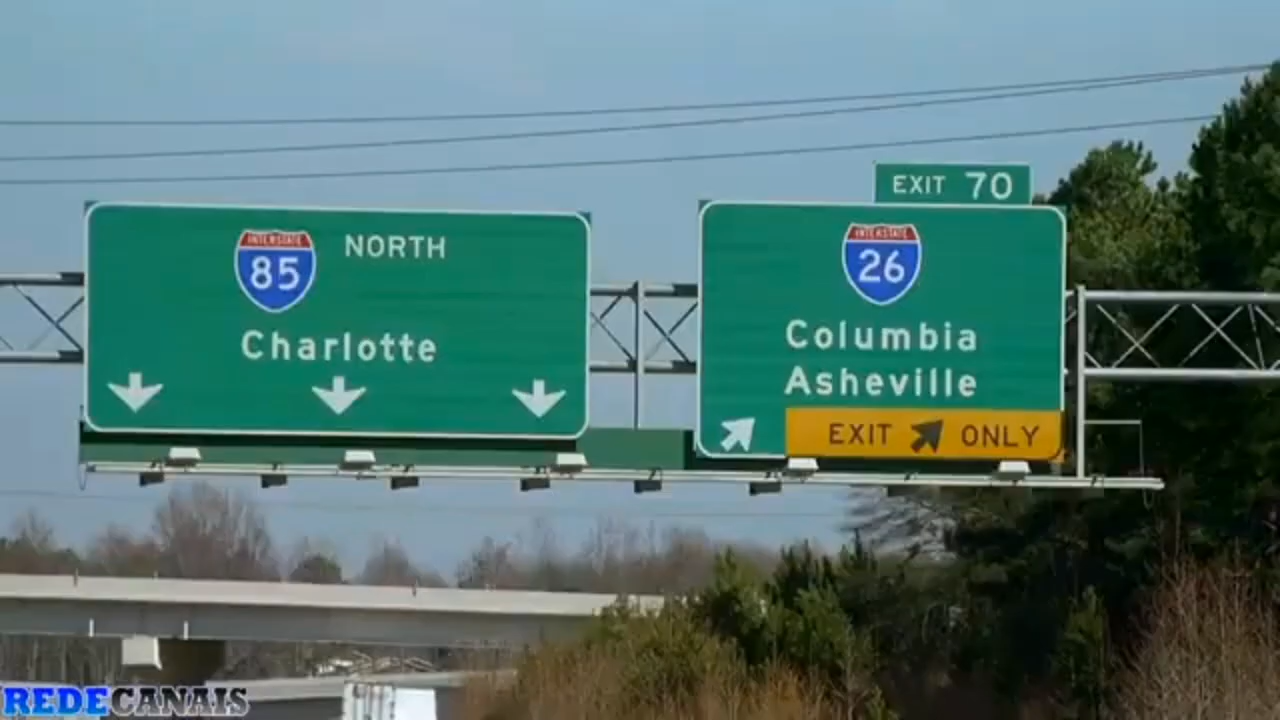 INTERSTATE
85
NORTH
Charlotte
EXIT 70
INTERSTATE
26
Columbia
Asheville
EXIT ONLY
REDECANAIS